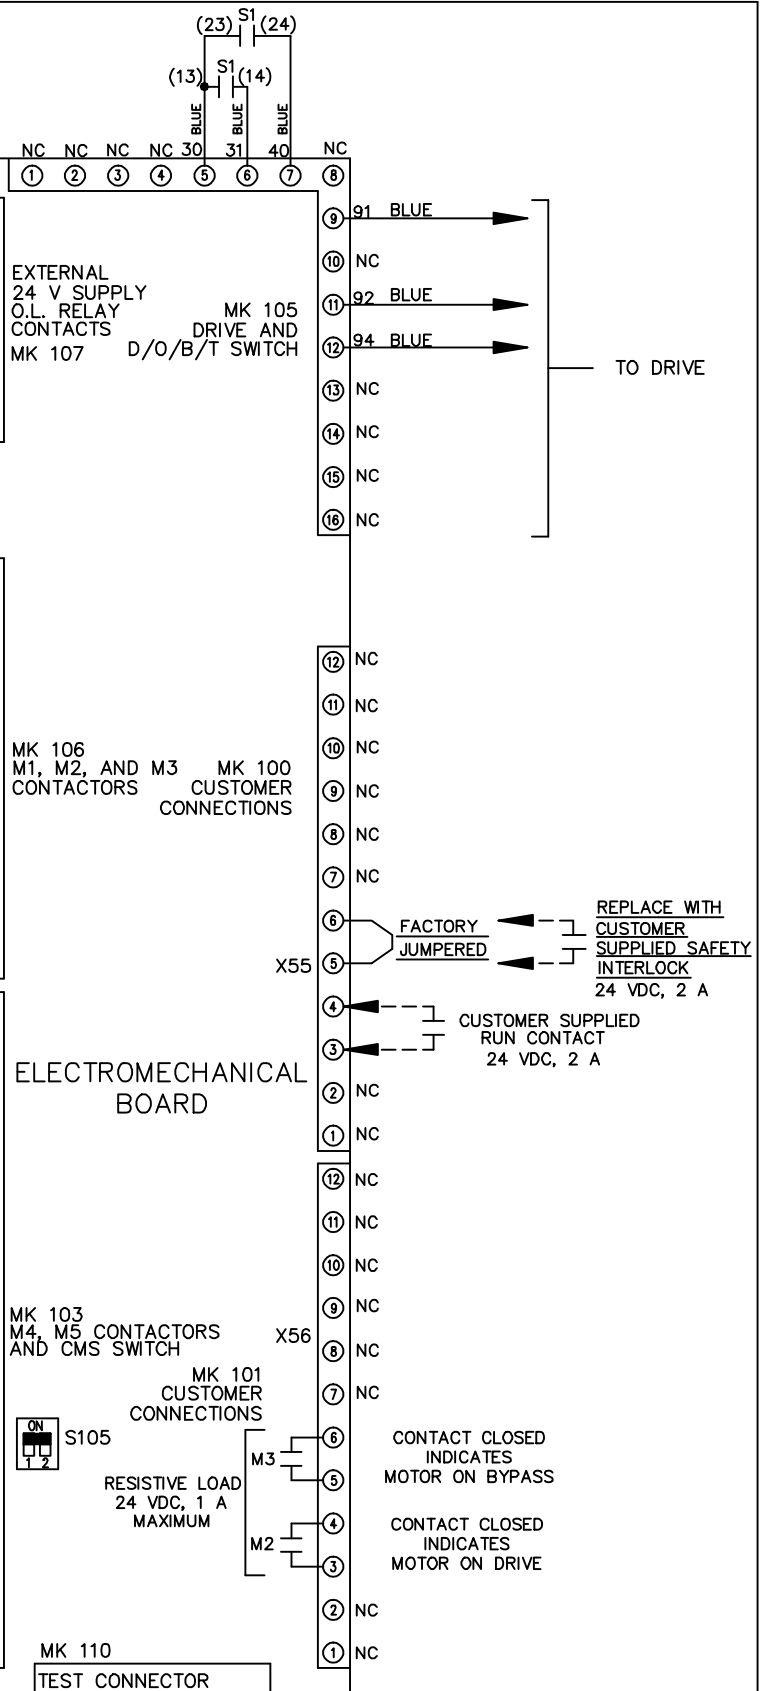 S1
(23) (24)
S1
(13) (14)
BLUE BLUE BLUE
NC NC NC NC 30 31 40 NC
1 2 3 4 5 6 7 8
9 91 BLUE
10 NC
EXTERNAL
24 V SUPPLY
O.L. RELAY
CONTACTS
MK 107
MK 105
DRIVE AND
D/O/B/T SWITCH
11 92 BLUE
12 94 BLUE
TO DRIVE
13 NC
14 NC
15 NC
16 NC
12 NC
11 NC
10 NC
MK 106
M1, M2, AND M3
CONTACTORS
MK 100
CUSTOMER
CONNECTIONS
9 NC
8 NC
7 NC
6
FACTORY
JUMPERED
REPLACE WITH
CUSTOMER
SUPPLIED SAFETY
INTERLOCK
24 VDC, 2 A
X55
5
4
CUSTOMER SUPPLIED
RUN CONTACT
24 VDC, 2 A
3
ELECTROMECHANICAL
BOARD
2 NC
1 NC
12 NC
11 NC
10 NC
9 NC
MK 103
M4, M5 CONTACTORS
AND CMS SWITCH
X56
8 NC
MK 101
CUSTOMER
CONNECTIONS
7 NC
ON
1 2
S105
6
M3
5
CONTACT CLOSED
INDICATES
MOTOR ON BYPASS
RESISTIVE LOAD
24 VDC, 1 A
MAXIMUM
4
M2
3
CONTACT CLOSED
INDICATES
MOTOR ON DRIVE
2 NC
1 NC
MK 110
TEST CONNECTOR